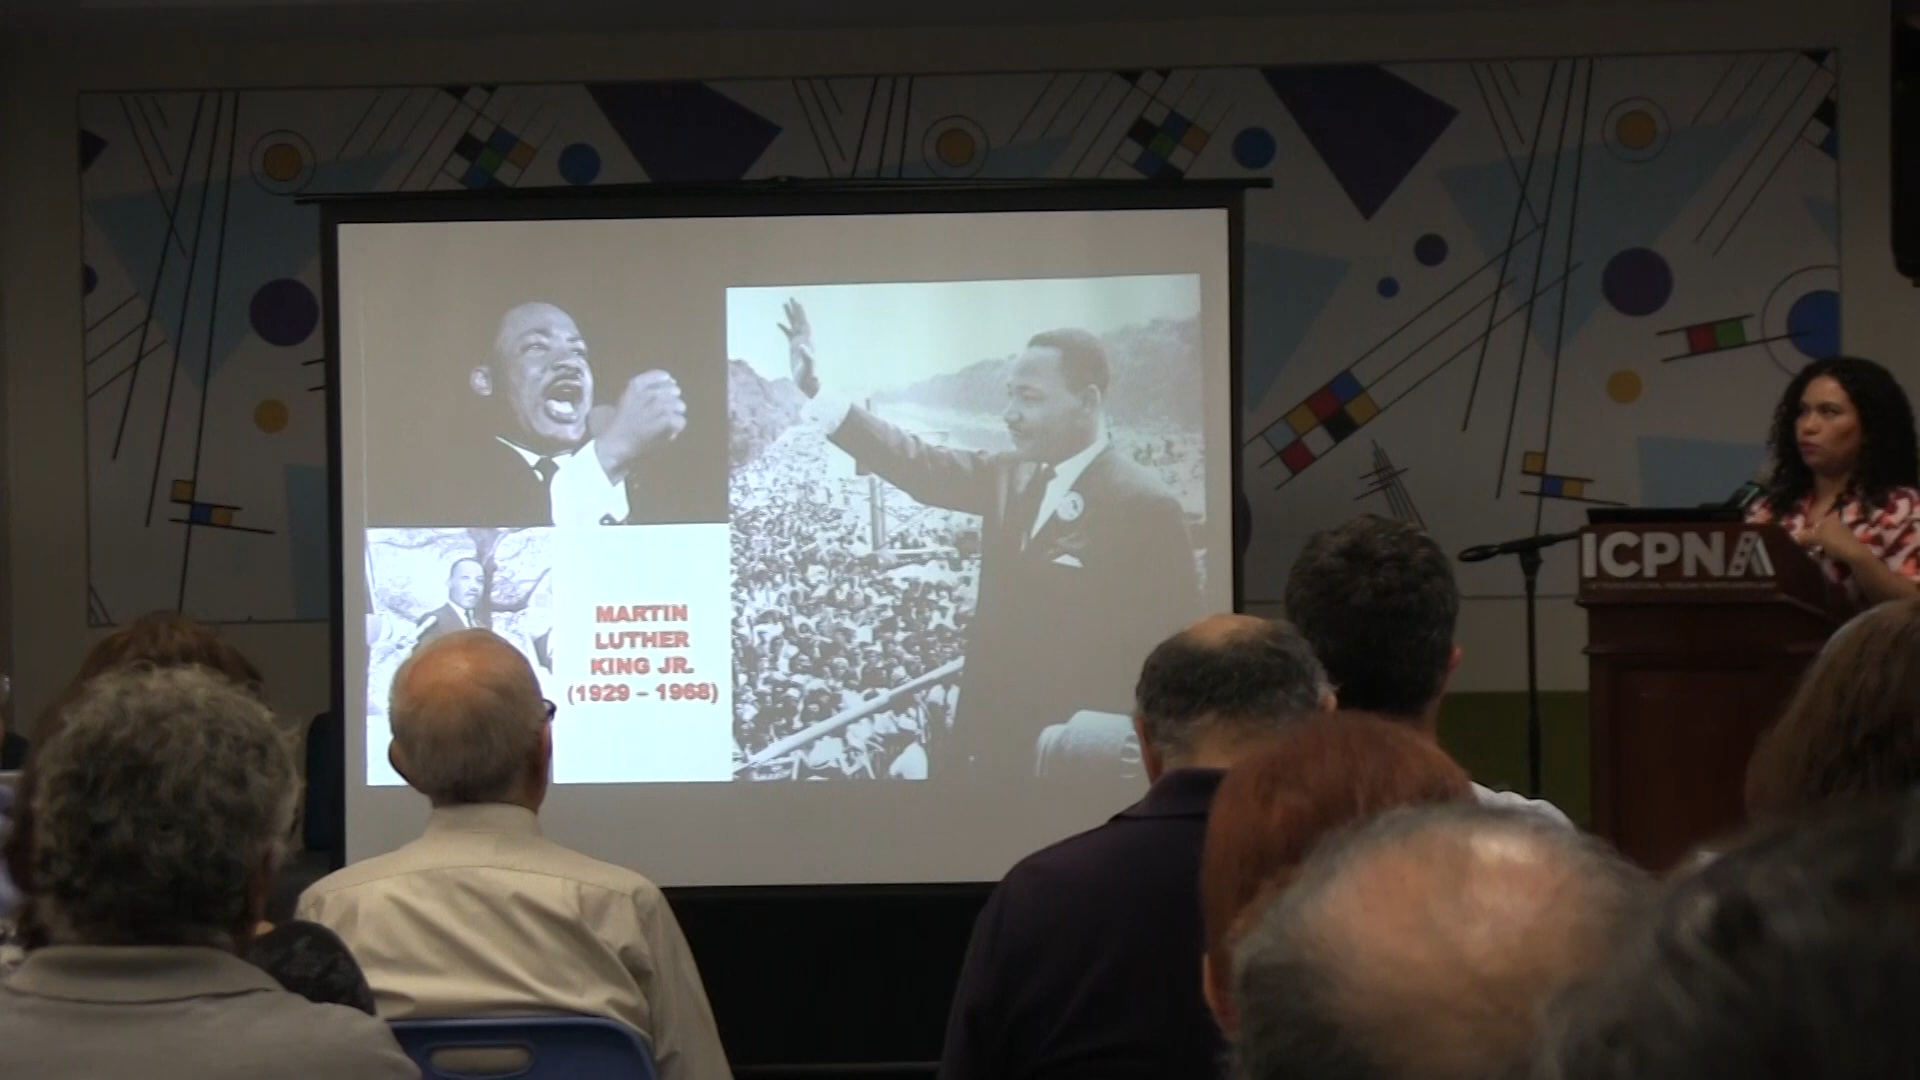 MARTIN
LUTHER
KING JR.
(1929 – 1968)
ICPNA